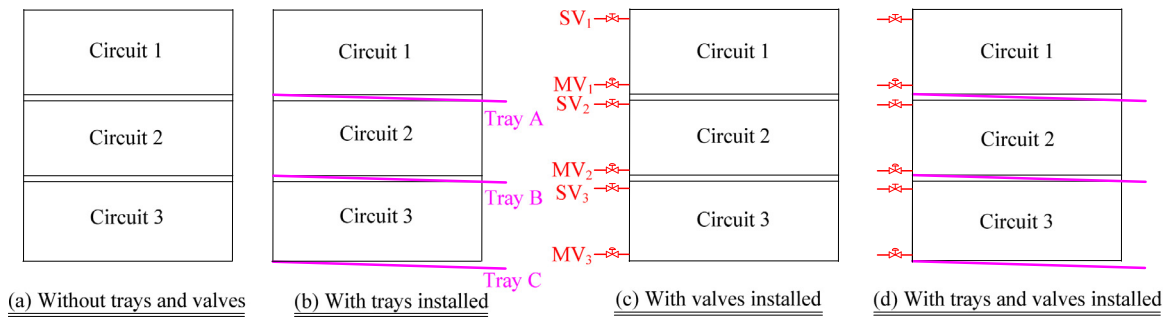 Circuit 1
Circuit 2
Circuit 3
(a) Without trays and valves
Circuit 1
Tray A
Circuit 2
Tray B
Circuit 3
Tray C
(b) With trays installed
SV₁
Circuit 1
MV₁
SV₂
Circuit 2
MV₂
SV₃
Circuit 3
MV₃
(c) With valves installed
Circuit 1
Circuit 2
Circuit 3
(d) With trays and valves installed